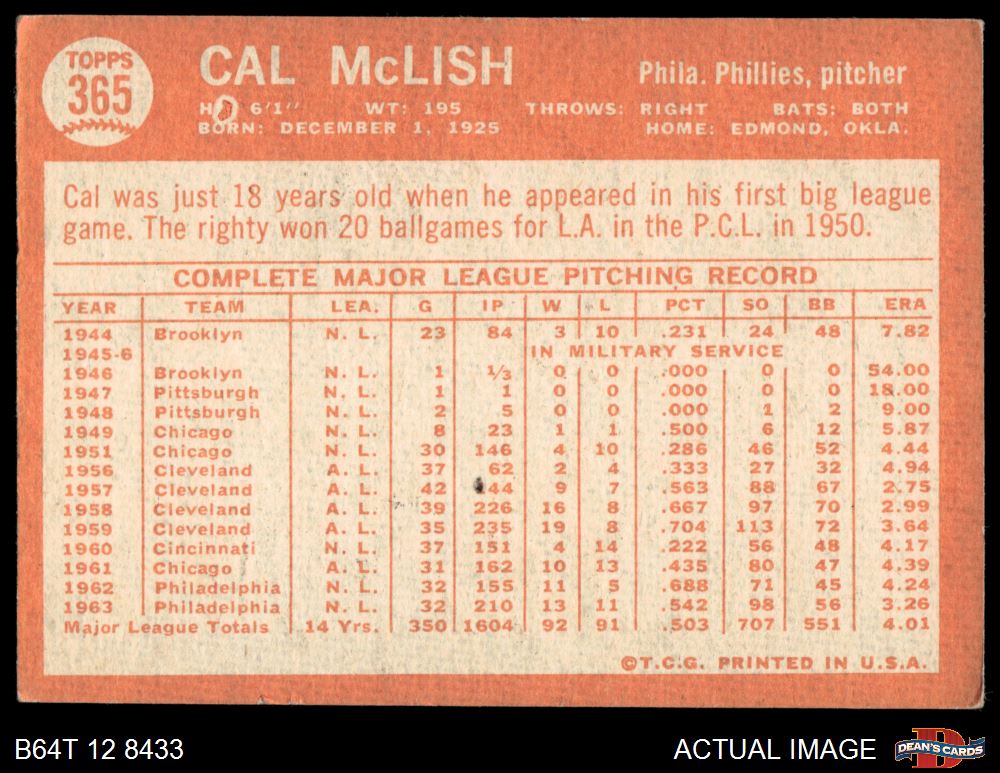 TOPPS
365
CAL McLISH
Phila. Phillies, pitcher
6'1" WT: 195 THROWS: RIGHT BATS: BOTH
BORN: DECEMBER 1, 1925 HOME: EDMOND, OKLA.
Cal was just 18 years old when he appeared in his first big league
game. The righty won 20 ballgames for L.A. in the P.C.L. in 1950.
COMPLETE MAJOR LEAGUE PITCHING RECORD
YEAR TEAM LEA. G IP W L PCT SO BB ERA
1944 Brooklyn N. L. 23 84 3 10 .231 24 48 7.82
1945-6 IN MILITARY SERVICE
1946 Brooklyn N. L. 1 1/3 0 0 .000 0 0 54.00
1947 Pittsburgh N. L. 1 1 0 0 .000 0 0 18.00
1948 Pittsburgh N. L. 2 5 0 0 .000 1 2 9.00
1949 Chicago N. L. 8 23 1 1 .500 6 12 5.87
1951 Chicago N. L. 30 146 4 10 .286 46 52 4.44
1956 Cleveland A. L. 37 62 2 4 .333 27 32 4.94
1957 Cleveland A. L. 42 144 9 7 .563 88 67 2.75
1958 Cleveland A. L. 39 226 16 8 .667 97 70 2.99
1959 Cleveland A. L. 35 235 19 8 .704 113 72 3.64
1960 Cincinnati N. L. 37 151 4 14 .222 56 48 4.17
1961 Chicago A. L. 31 162 10 13 .435 80 47 4.39
1962 Philadelphia N. L. 32 155 11 5 .688 71 45 4.24
1963 Philadelphia N. L. 32 210 13 11 .542 98 56 3.26
Major League Totals 14 Yrs. 350 1604 92 91 .503 707 551 4.01
©T.C.G. PRINTED IN U.S.A.
B64T 12 8433
ACTUAL IMAGE
D
DEAN'S CARDS